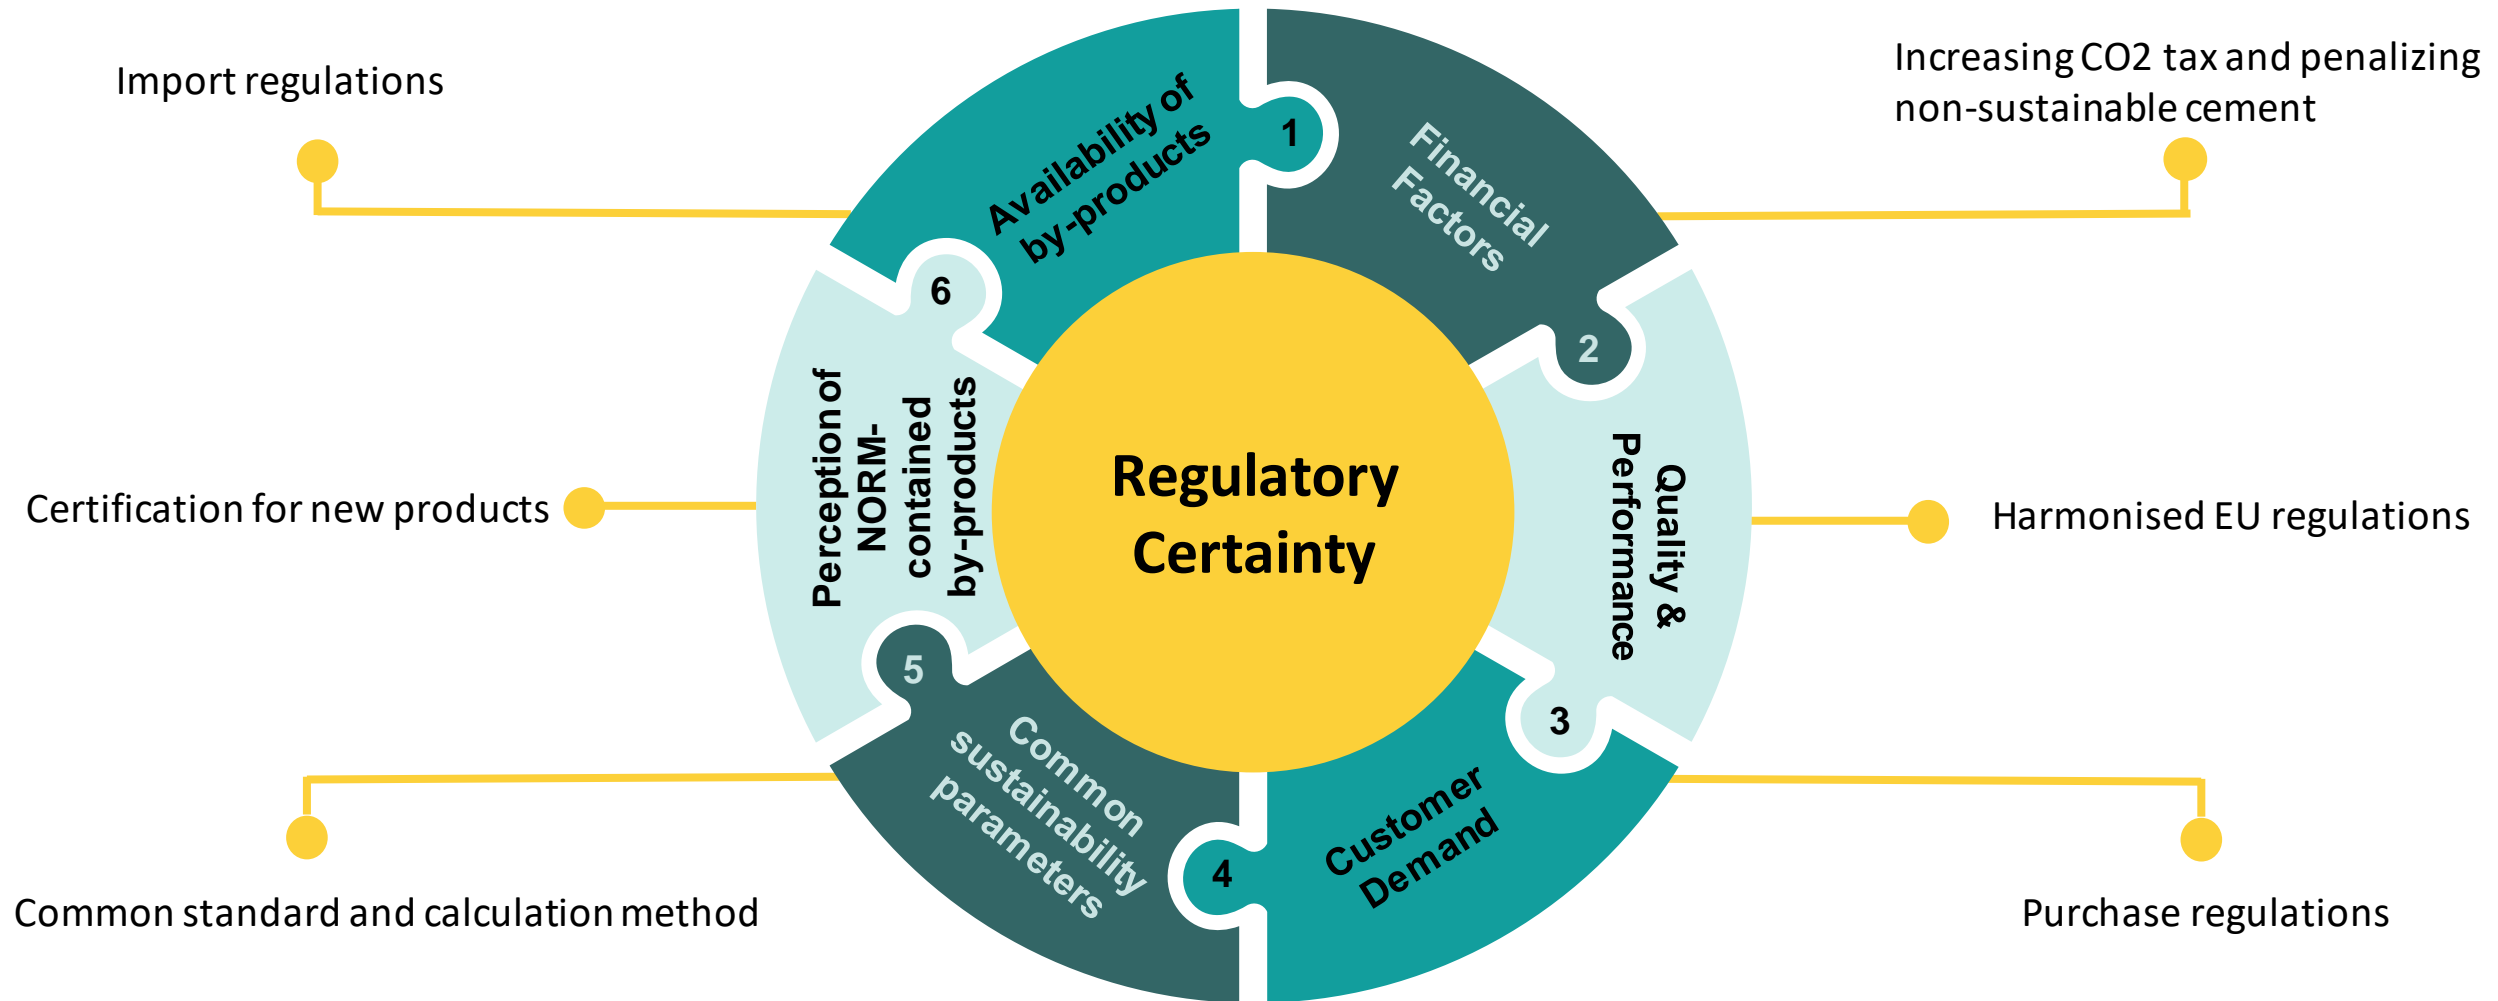 Import regulations
Increasing CO2 tax and penalizing
non-sustainable cement
Availability of
by-products
1
Financial
Factors
6
2
Perception of
NORM-
contained
by-products
Regulatory
Certainty
Quality &
Performance
Certification for new products
Harmonised EU regulations
5
3
Common
sustainability
parameters
4
Customer
Demand
Common standard and calculation method
Purchase regulations